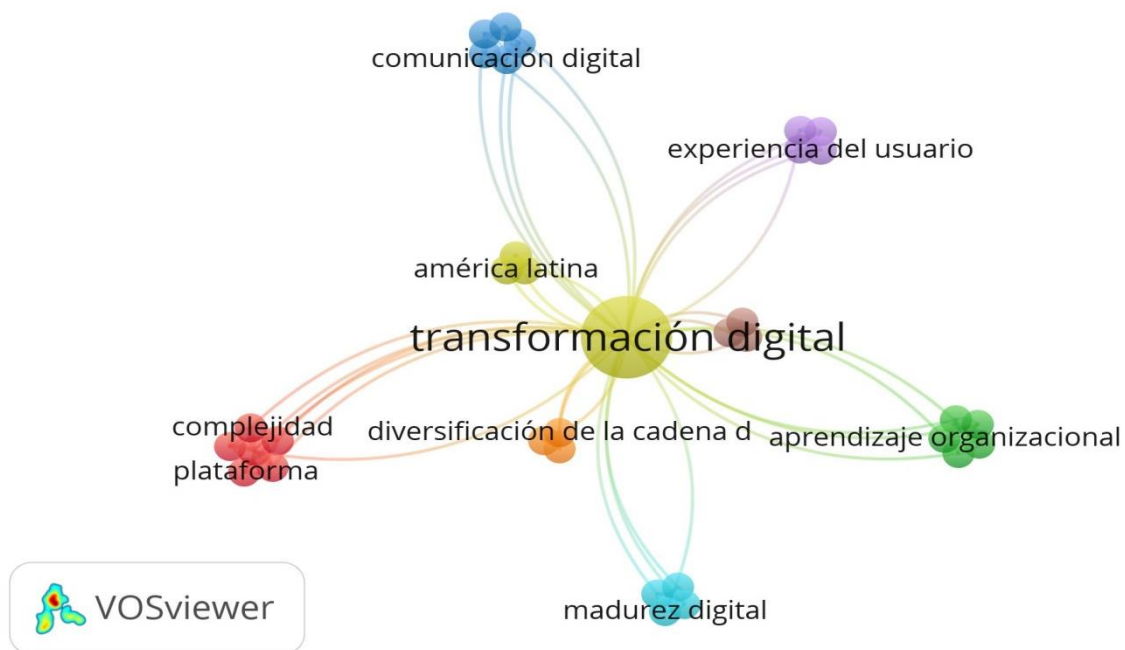 comunicación digital
experiencia del usuario
américa latina
transformación digital
complejidad
diversificación de la cadena d
aprendizaje organizacional
plataforma
madurez digital
VOSviewer